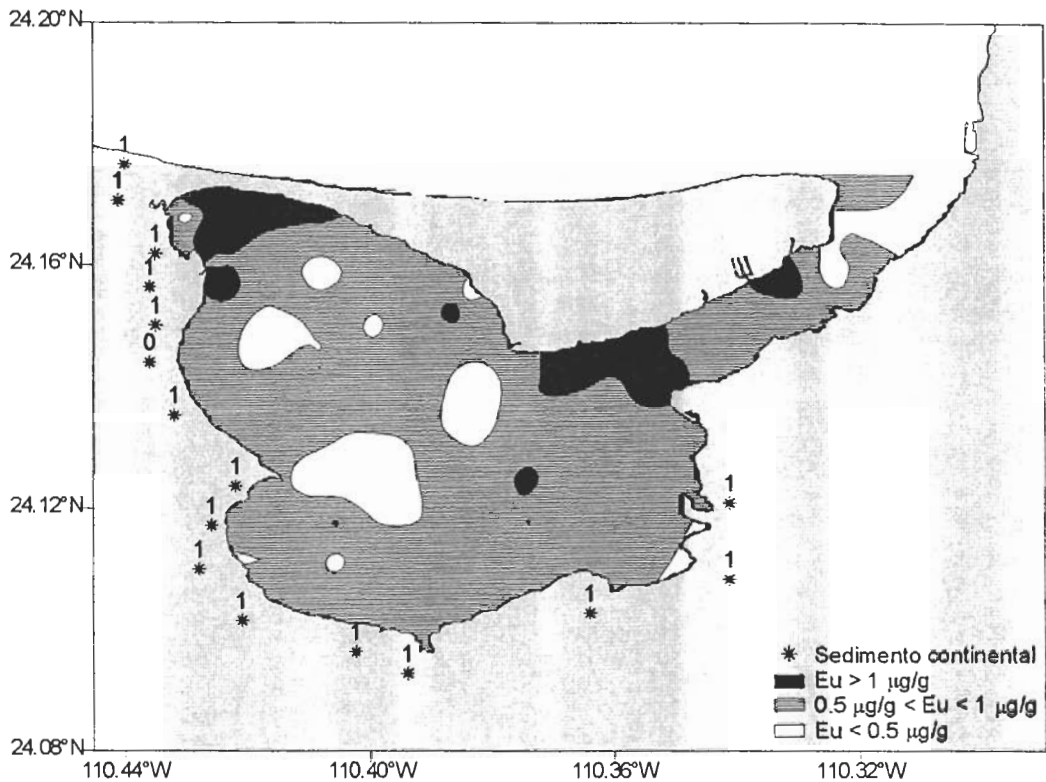 24.20°N
1
1
24.16°N
1
1
1
0
1
1
1
1
1
1
1
24.12°N
1
1
1
* Sedimento continental
Eu > 1 µg/g
0.5 µg/g < Eu < 1 µg/g
Eu < 0.5 µg/g
24.08°N
110.44°W 110.40°W 110.36°W 110.32°W